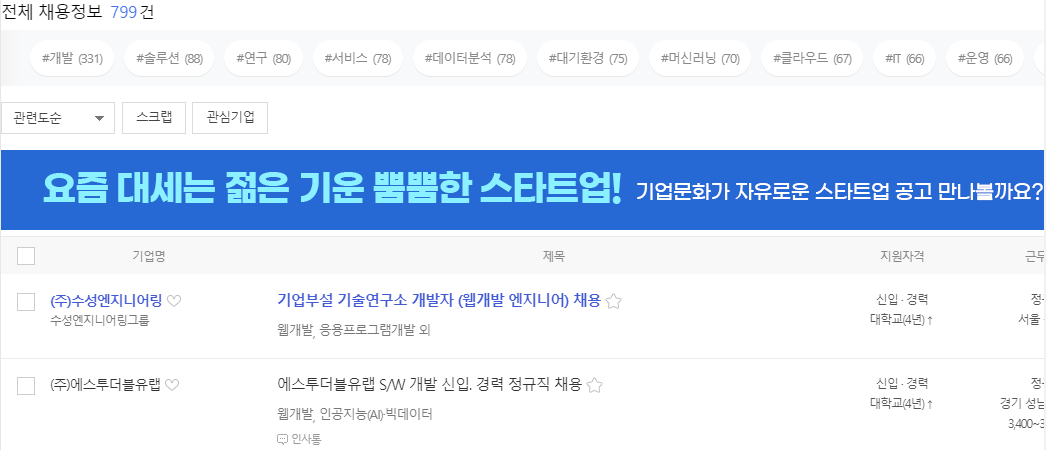 전체 채용정보 799 건
#개발 (331) #솔루션 (88) #연구 (80) #서비스 (78) #데이터분석 (78) #대기환경 (75) #머신러닝 (70) #클라우드 (67) #IT (66) #운영 (66)
관련도순 스크랩 관심기업
요즘 대세는 젊은 기운 뿜뿜한 스타트업! 기업문화가 자유로운 스타트업 공고 만나볼까요?
기업명 제목 지원자격 근무
(주)수성엔지니어링 기업부설 기술연구소 개발자 (웹개발 엔지니어) 채용 신입 · 경력
수성엔지니어링그룹 웹개발, 응용프로그램개발 외 대학교(4년) ↑ 서울
(주)에스투더블유랩 에스투더블유랩 S/W 개발 신입. 경력 정규직 채용 신입 · 경력
웹개발, 인공지능(AI)·빅데이터 대학교(4년) ↑ 경기 성남
인사통 3,400~